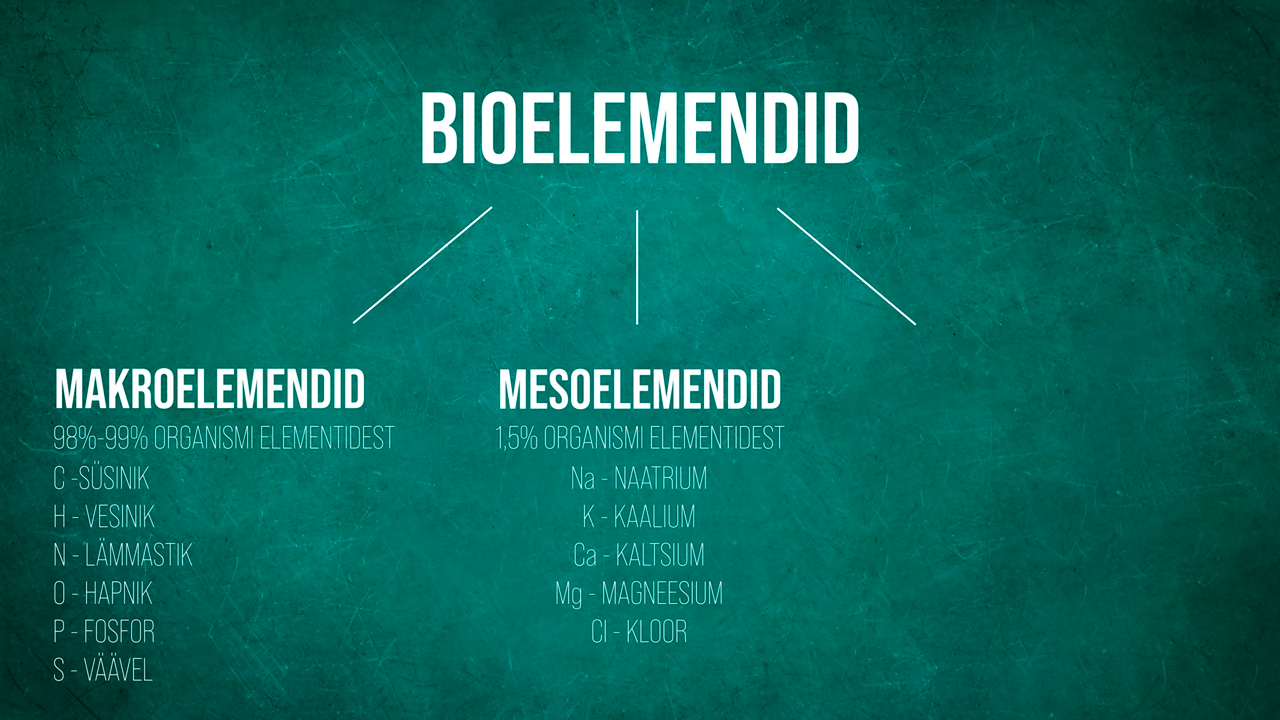 BIOELEMENDID
MAKROELEMENDID
98%-99% ORGANISMI ELEMENTIDEST
C -SÜSINIK
H - VESINIK
N - LÄMMASTIK
O - HAPNIK
P - FOSFOR
S - VÄÄVEL
MESOELEMENDID
1,5% ORGANISMI ELEMENTIDEST
Na - NAATRIUM
K - KAALIUM
Ca - KALTSIUM
Mg - MAGNEESIUM
Cl - KLOOR